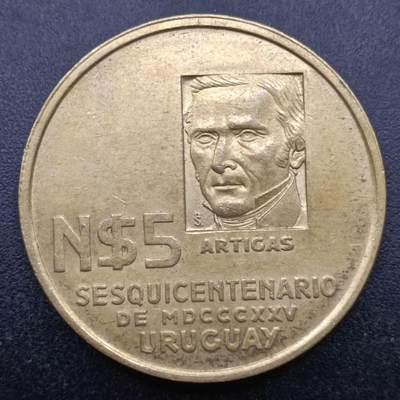 N$5
ARTIGAS
SESQUICENTENARIO
DE MDCCCXXV
URUGUAY